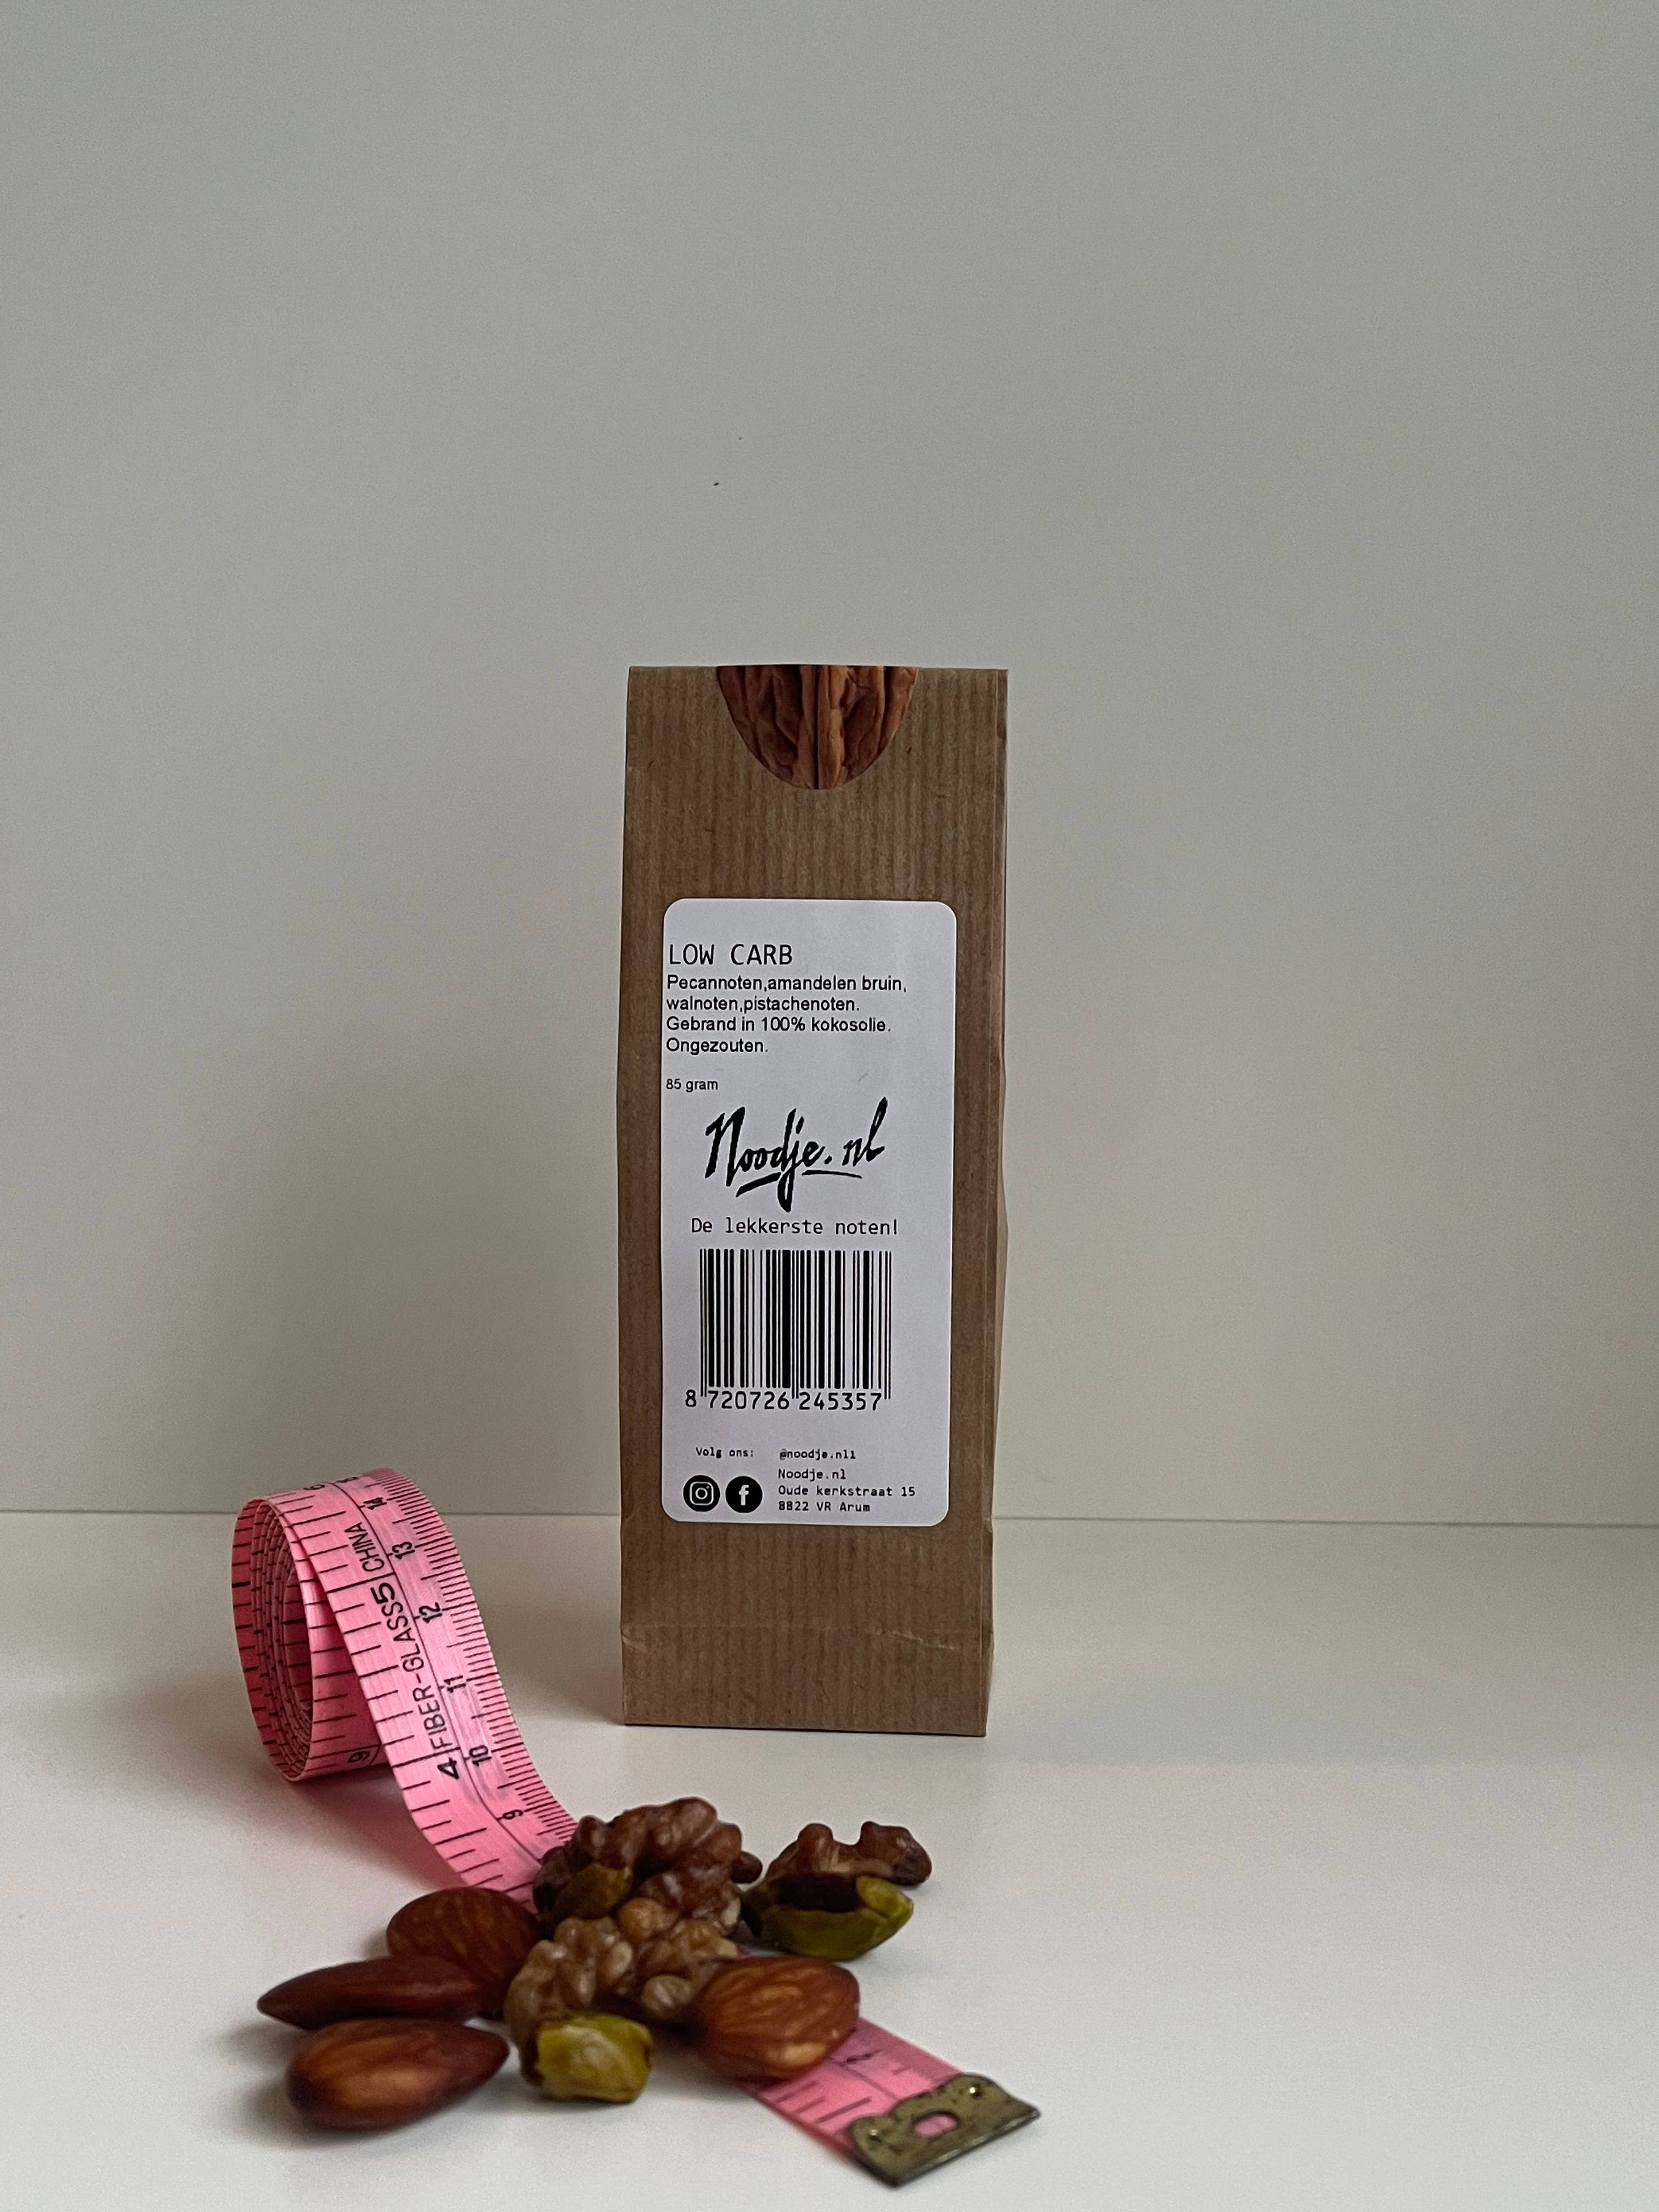 LOW CARB
Pecannoten,amandelen bruin,
walnoten,pistachenoten.
Gebrand in 100% kokosolie.
Ongezouten.
85 gram
Noodje.nl
De lekkerste noten!
8 720726 245357
Volg ons: @noodje.nl1
Noodje.nl
Oude kerkstraat 15
8822 VR Arum
14
13
12
11
10
9
5 CHINA
4 FIBER-GLASS
6